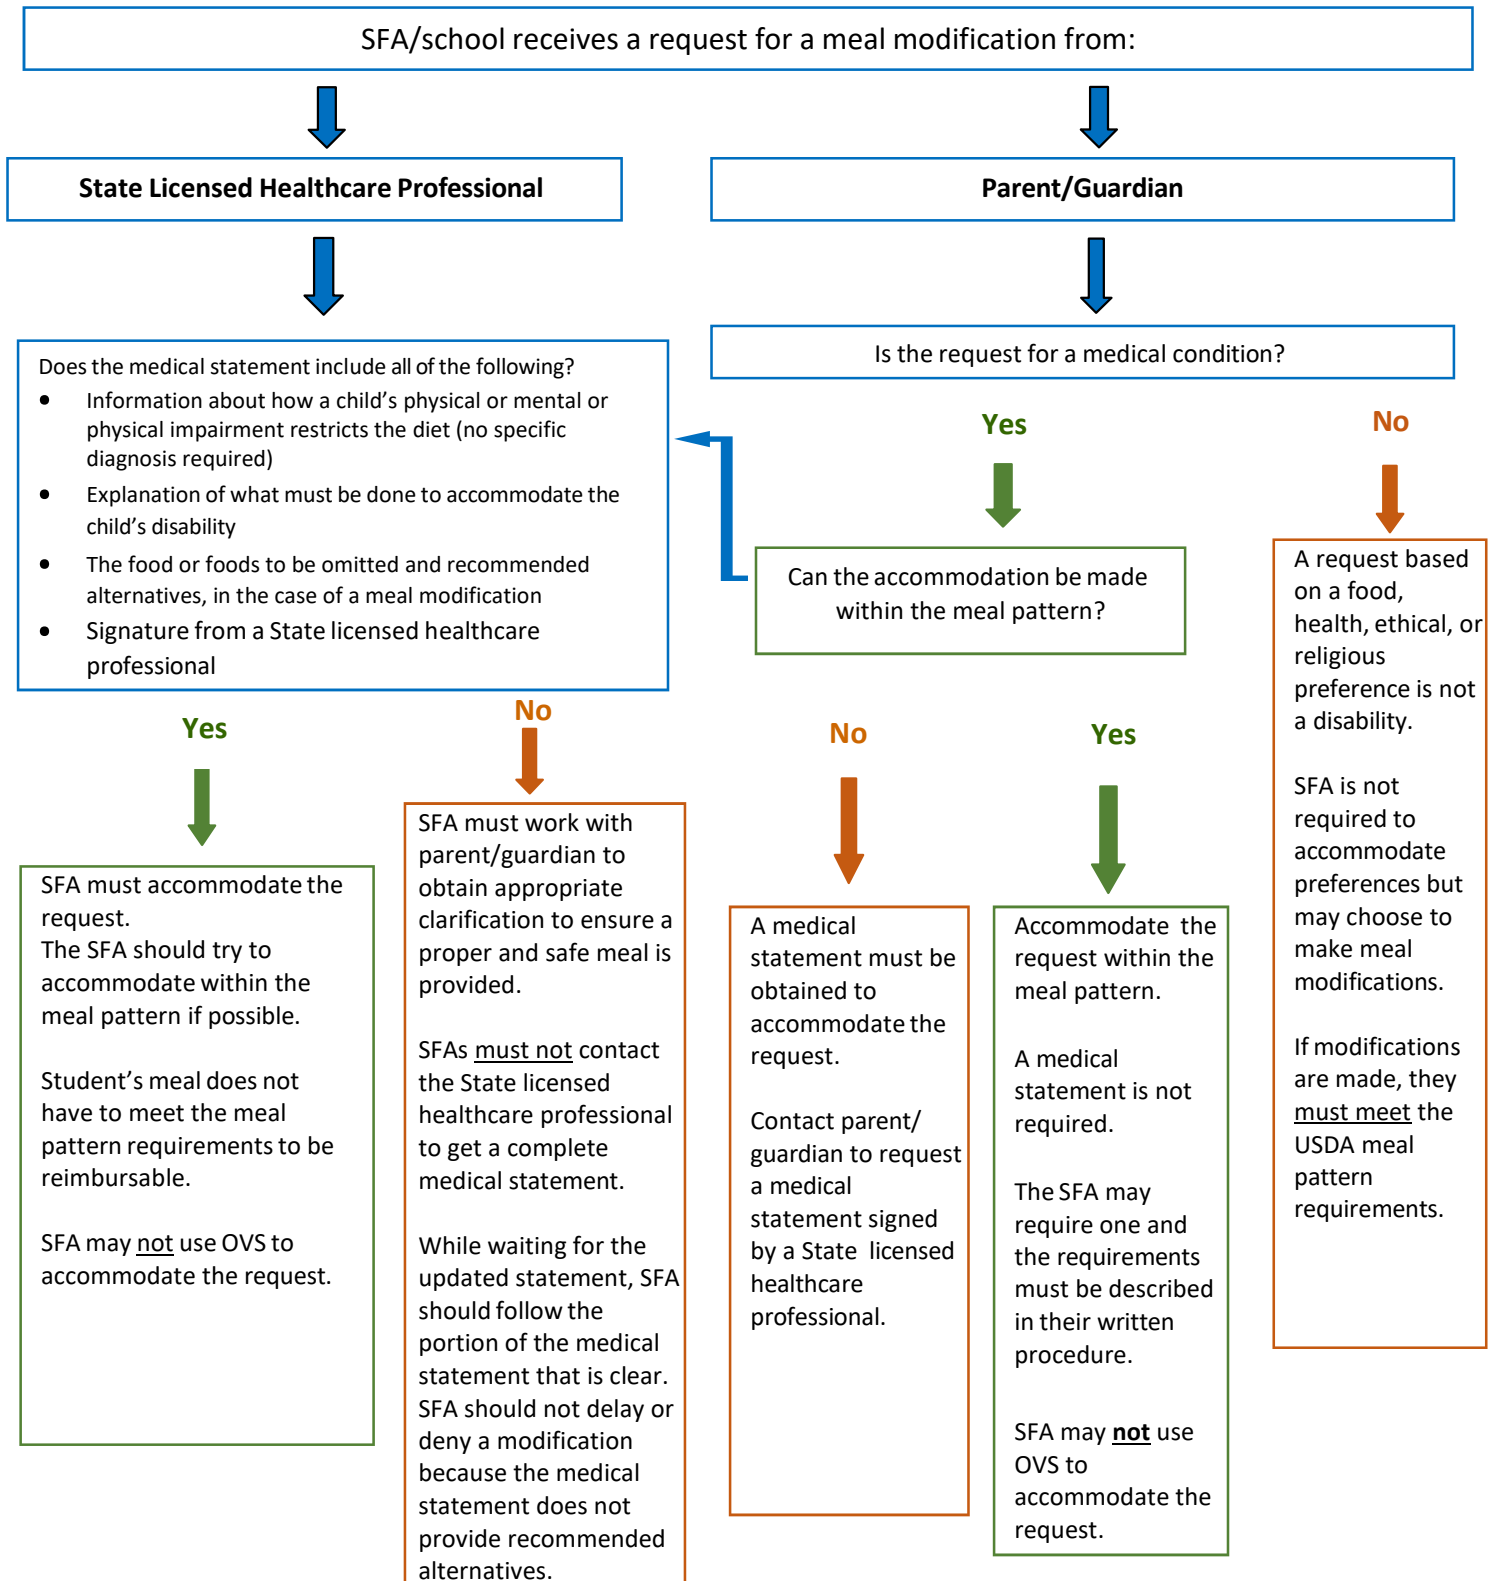 SFA/school receives a request for a meal modification from:
State Licensed Healthcare Professional
Parent/Guardian
Does the medical statement include all of the following?
● Information about how a child's physical or mental or
physical impairment restricts the diet (no specific
diagnosis required)
● Explanation of what must be done to accommodate the
child's disability
● The food or foods to be omitted and recommended
alternatives, in the case of a meal modification
● Signature from a State licensed healthcare
professional
Is the request for a medical condition?
Yes
No
Can the accommodation be made
within the meal pattern?
A request based
on a food,
health, ethical, or
religious
preference is not
a disability.
SFA is not
required to
accommodate
preferences but
may choose to
make meal
modifications.
If modifications
are made, they
must meet the
USDA meal
pattern
requirements.
Yes
No
No
Yes
SFA must accommodate the
request.
The SFA should try to
accommodate within the
meal pattern if possible.
Student's meal does not
have to meet the meal
pattern requirements to be
reimbursable.
SFA may not use OVS to
accommodate the request.
SFA must work with
parent/guardian to
obtain appropriate
clarification to ensure a
proper and safe meal is
provided.
SFAs must not contact
the State licensed
healthcare professional
to get a complete
medical statement.
While waiting for the
updated statement, SFA
should follow the
portion of the medical
statement that is clear.
SFA should not delay or
deny a modification
because the medical
statement does not
provide recommended
alternatives.
A medical
statement must be
obtained to
accommodate the
request.
Contact parent/
guardian to request
a medical
statement signed
by a State licensed
healthcare
professional.
Accommodate the
request within the
meal pattern.
A medical
statement is not
required.
The SFA may
require one and
the requirements
must be described
in their written
procedure.
SFA may not use
OVS to
accommodate the
request.